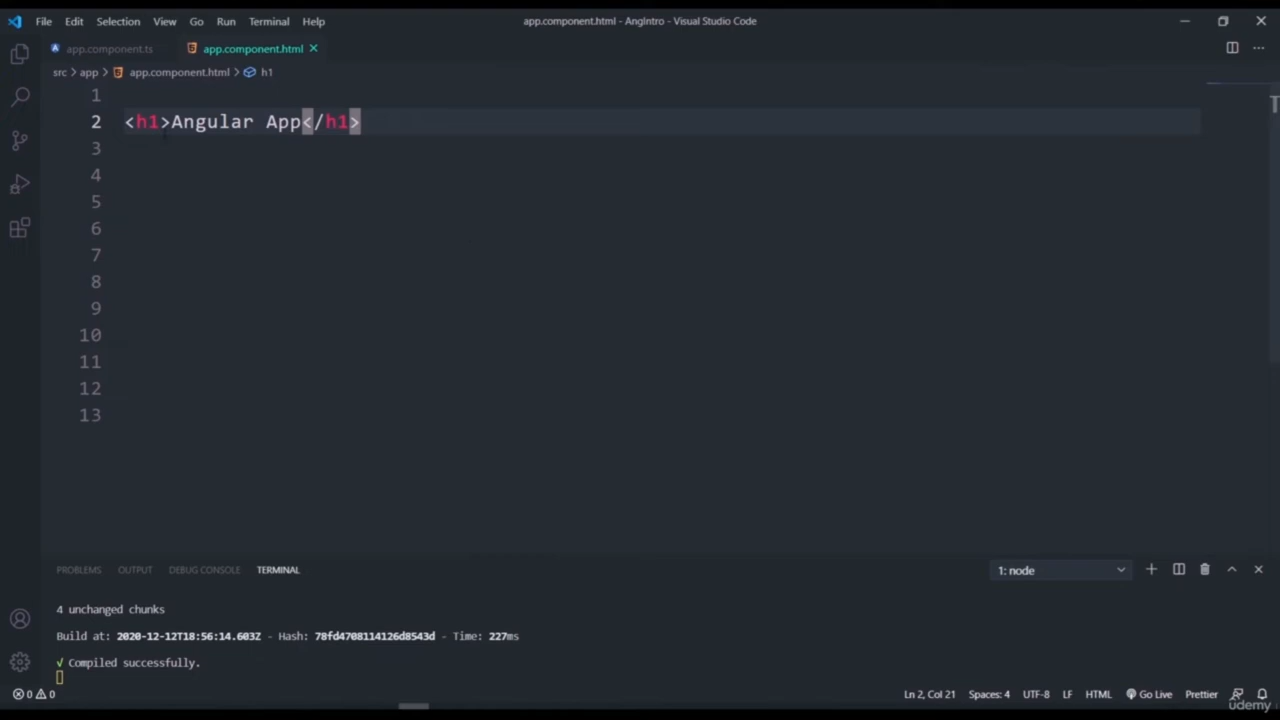 File Edit Selection View Go Run Terminal Help app.component.html - AngIntro - Visual Studio Code
app.component.ts app.component.html
src > app > app.component.html > h1
1
2 <h1>Angular App</h1>
3
4
5
6
7
8
9
10
11
12
13
PROBLEMS OUTPUT DEBUG CONSOLE TERMINAL 1: node
4 unchanged chunks
Build at: 2020-12-12T18:56:14.603Z - Hash: 78fd4708114126d8543d - Time: 227ms
√ Compiled successfully.
0 0 Ln 2, Col 21 Spaces: 4 UTF-8 LF HTML Go Live Prettier
udemy